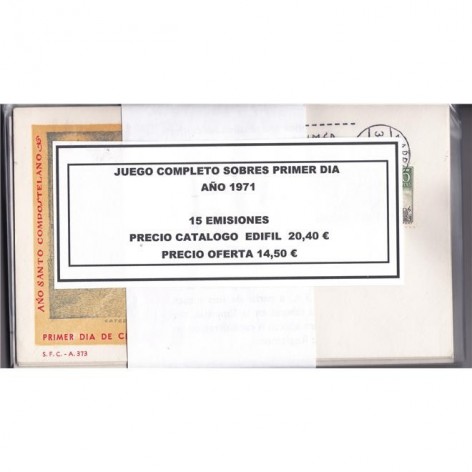 JUEGO COMPLETO SOBRES PRIMER DIA
AÑO 1971
15 EMISIONES
PRECIO CATALOGO EDIFIL 20,40 €
PRECIO OFERTA 14,50 €
AÑO SANTO COMPOSTELANO
PRIMER DIA DE C
S. F. C. - A. 373